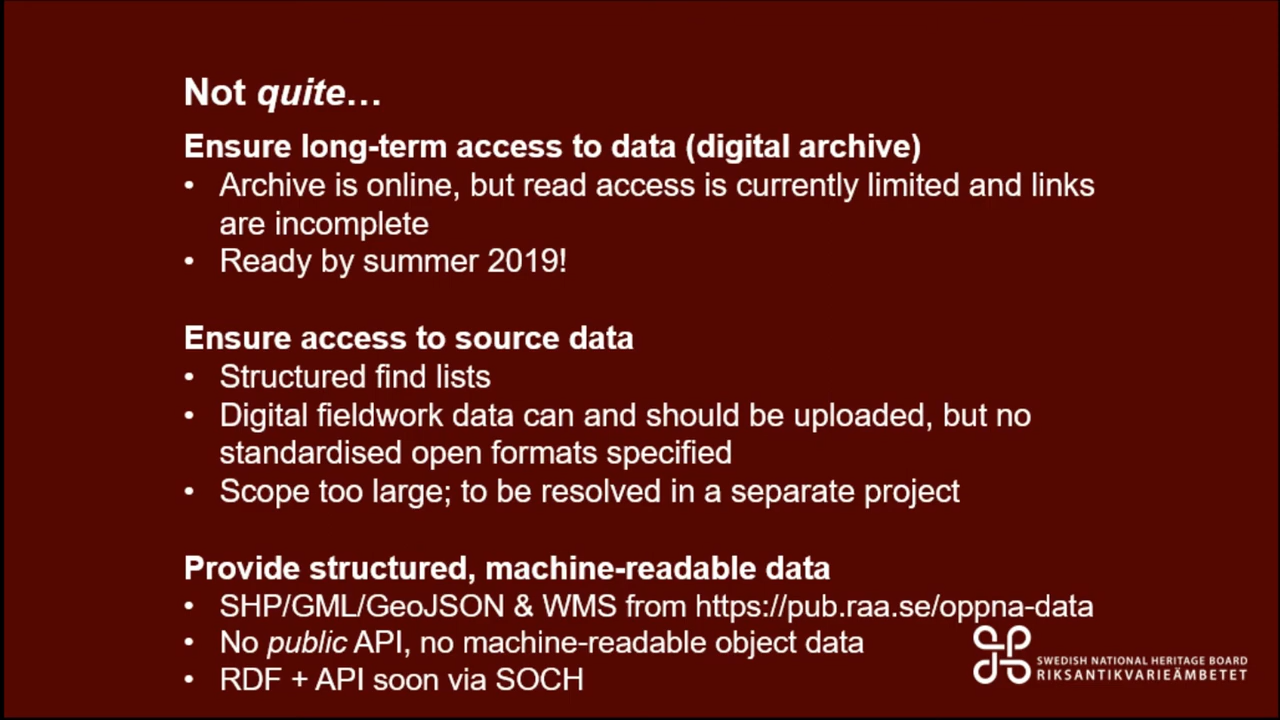 Not quite…
Ensure long-term access to data (digital archive)
• Archive is online, but read access is currently limited and links
are incomplete
• Ready by summer 2019!
Ensure access to source data
• Structured find lists
• Digital fieldwork data can and should be uploaded, but no
standardised open formats specified
• Scope too large; to be resolved in a separate project
Provide structured, machine-readable data
• SHP/GML/GeoJSON & WMS from https://pub.raa.se/oppna-data
• No public API, no machine-readable object data
• RDF + API soon via SOCH
SWEDISH NATIONAL HERITAGE BOARD
RIKSANTIKVARIEÄMBETET